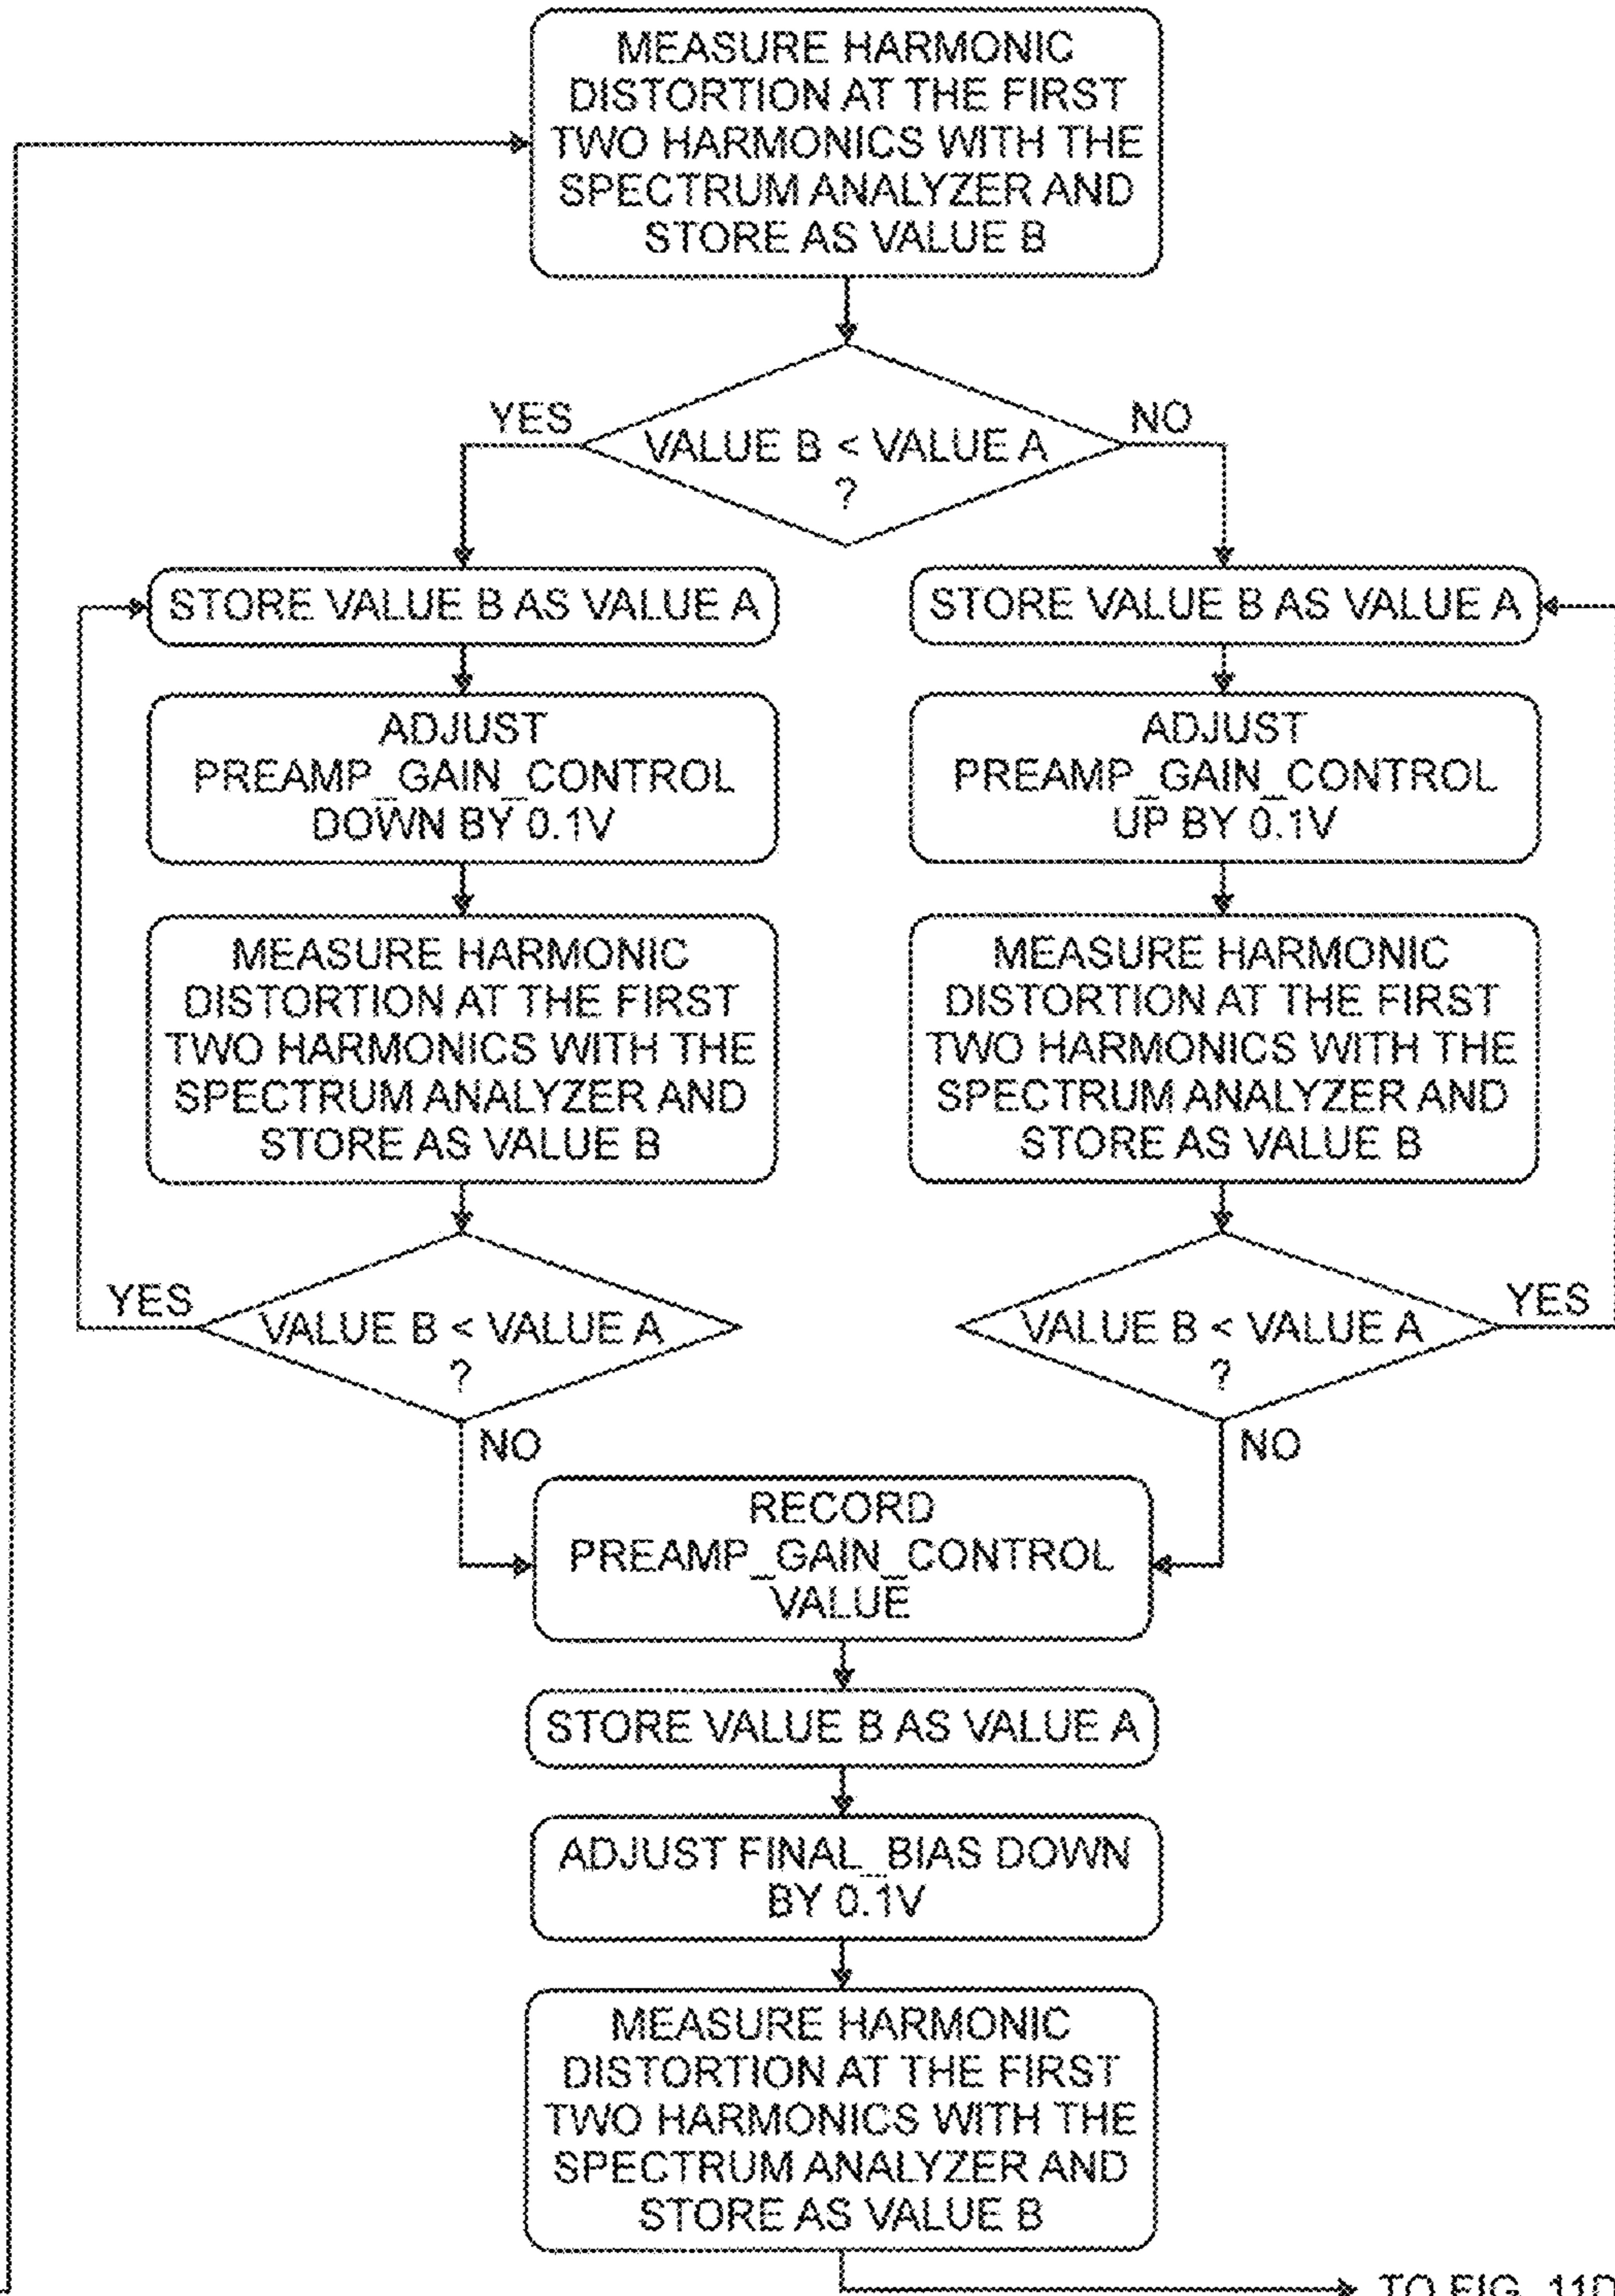 MEASURE HARMONIC
DISTORTION AT THE FIRST
TWO HARMONICS WITH THE
SPECTRUM ANALYZER AND
STORE AS VALUE B
YES
VALUE B < VALUE A
?
NO
STORE VALUE B AS VALUE A
ADJUST
PREAMP_GAIN_CONTROL
DOWN BY 0.1V
MEASURE HARMONIC
DISTORTION AT THE FIRST
TWO HARMONICS WITH THE
SPECTRUM ANALYZER AND
STORE AS VALUE B
YES
VALUE B < VALUE A
?
NO
STORE VALUE B AS VALUE A
ADJUST
PREAMP_GAIN_CONTROL
UP BY 0.1V
MEASURE HARMONIC
DISTORTION AT THE FIRST
TWO HARMONICS WITH THE
SPECTRUM ANALYZER AND
STORE AS VALUE B
VALUE B < VALUE A
?
YES
NO
RECORD
PREAMP_GAIN_CONTROL
VALUE
STORE VALUE B AS VALUE A
ADJUST FINAL_BIAS DOWN
BY 0.1V
MEASURE HARMONIC
DISTORTION AT THE FIRST
TWO HARMONICS WITH THE
SPECTRUM ANALYZER AND
STORE AS VALUE B
TO FIG.